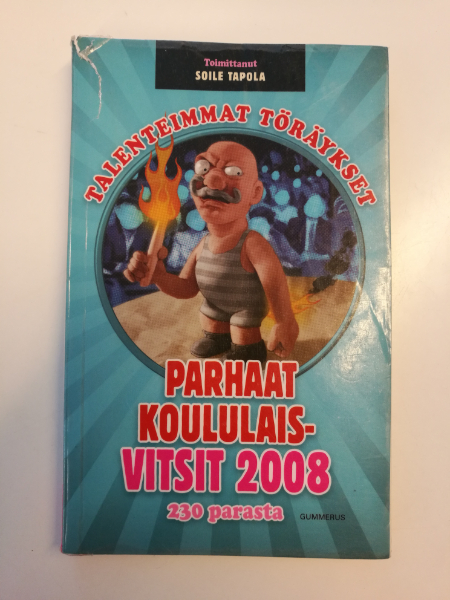 Toimittanut
SOILE TAPOLA
TALENTEIMMAT TÖRÄYKSET
PARHAAT
KOULULAIS-
VITSIT 2008
230 parasta
GUMMERUS